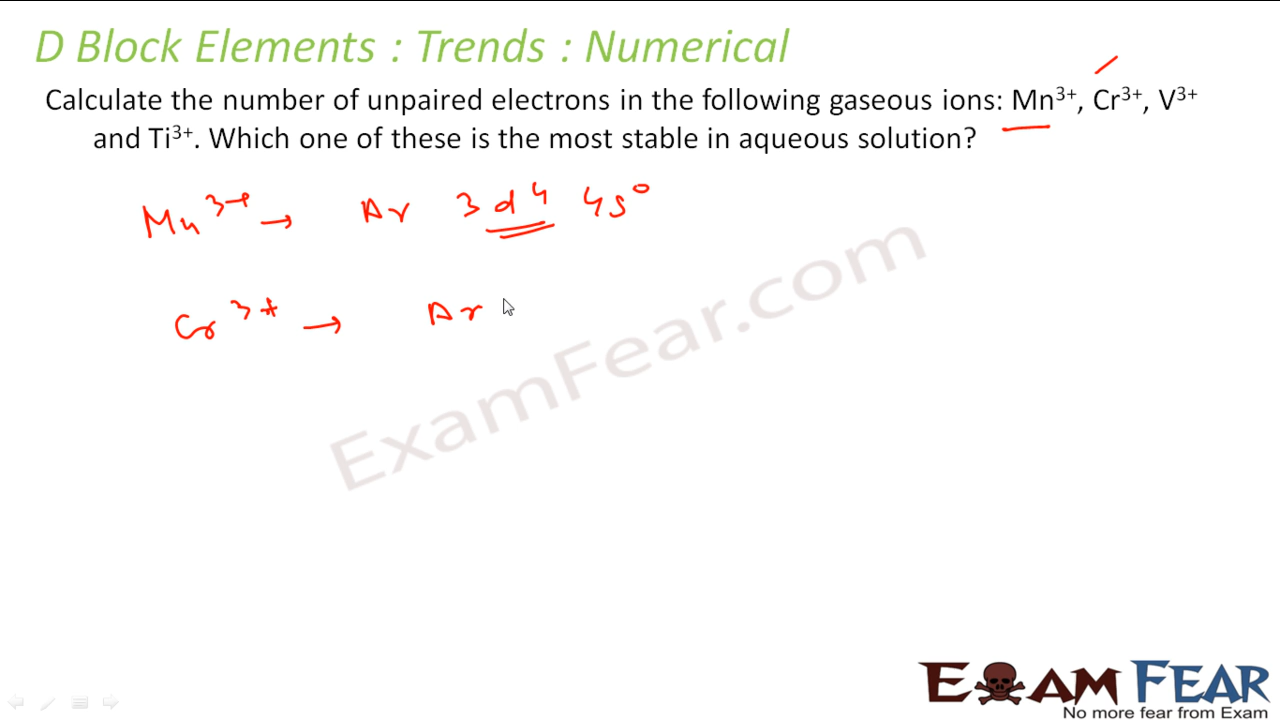 D Block Elements : Trends : Numerical
Calculate the number of unpaired electrons in the following gaseous ions: Mn³⁺, Cr³⁺, V³⁺
and Ti³⁺. Which one of these is the most stable in aqueous solution?
Mn³⁺ → Ar 3d⁴ 4s⁰
Cr³⁺ → Ar
ExamFear.com
EXAM FEAR
No more fear from Exam